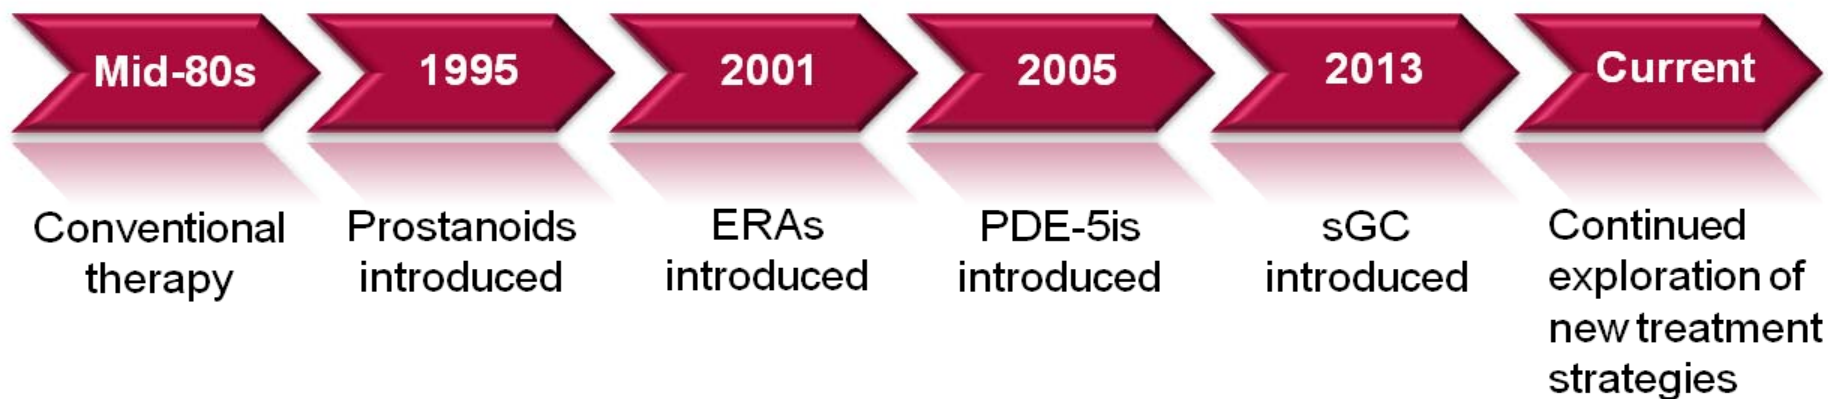 Mid-80s
1995
2001
2005
2013
Current
Conventional
therapy
Prostanoids
introduced
ERAs
introduced
PDE-5is
introduced
sGC
introduced
Continued
exploration of
new treatment
strategies